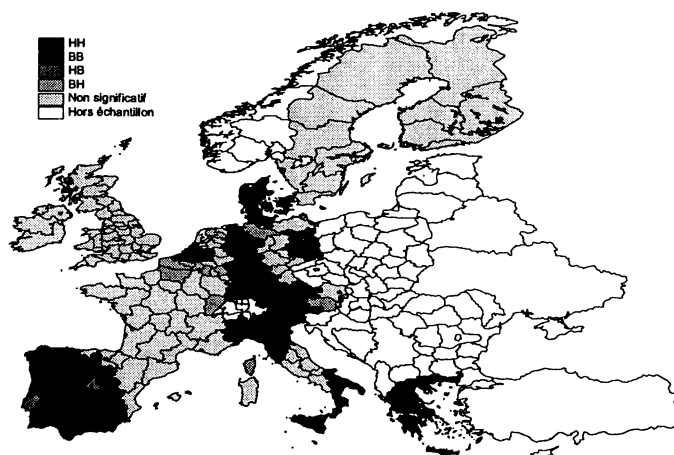 HH
BB
HB
BH
Non significatif
Hors échantillon